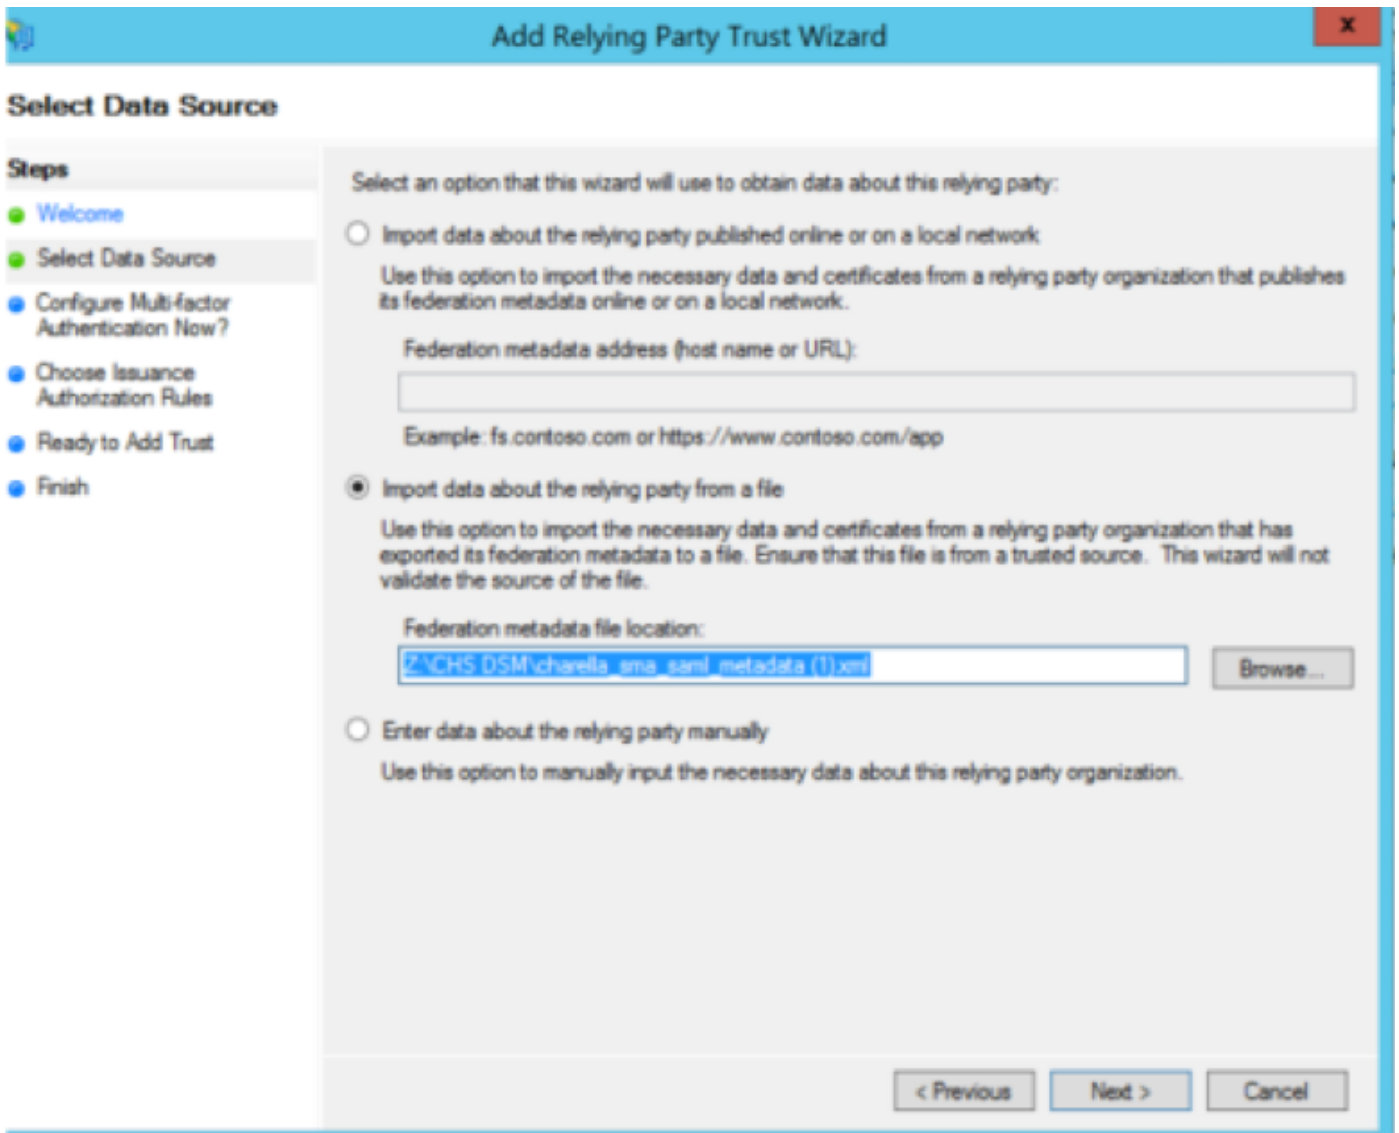 Add Relying Party Trust Wizard
x
Select Data Source
Steps
Welcome
Select Data Source
Configure Multi-factor
Authentication Now?
Choose Issuance
Authorization Rules
Ready to Add Trust
Finish
Select an option that this wizard will use to obtain data about this relying party:
Import data about the relying party published online or on a local network
Use this option to import the necessary data and certificates from a relying party organization that publishes
its federation metadata online or on a local network.
Federation metadata address (host name or URL):
Example: fs.contoso.com or https://www.contoso.com/app
Import data about the relying party from a file
Use this option to import the necessary data and certificates from a relying party organization that has
exported its federation metadata to a file. Ensure that this file is from a trusted source. This wizard will not
validate the source of the file.
Federation metadata file location:
Z:\CHS DSM\charella_sma_saml_metadata (1).xml
Browse...
Enter data about the relying party manually
Use this option to manually input the necessary data about this relying party organization.
< Previous
Next >
Cancel